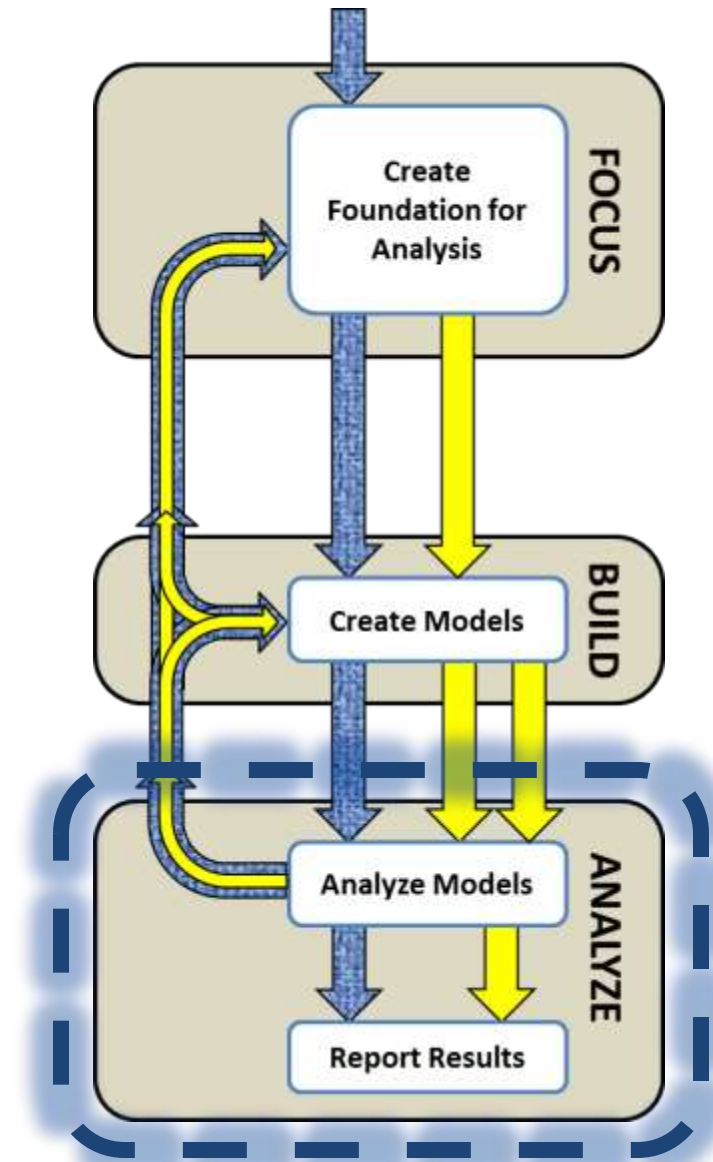 Create
Foundation for
Analysis
FOCUS
Create Models
BUILD
Analyze Models
ANALYZE
Report Results